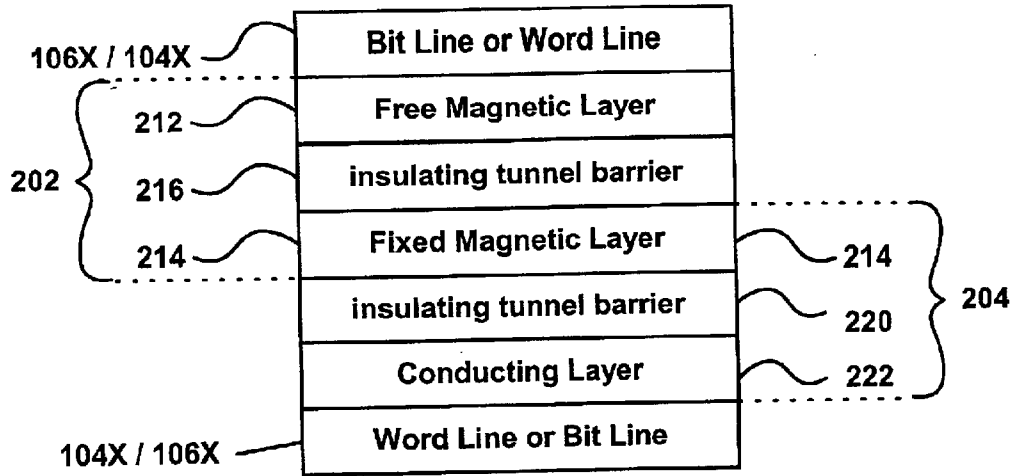 106X / 104X Bit Line or Word Line
212 Free Magnetic Layer
202 216 insulating tunnel barrier
214 Fixed Magnetic Layer 214
204
insulating tunnel barrier 220
Conducting Layer 222
104X / 106X Word Line or Bit Line